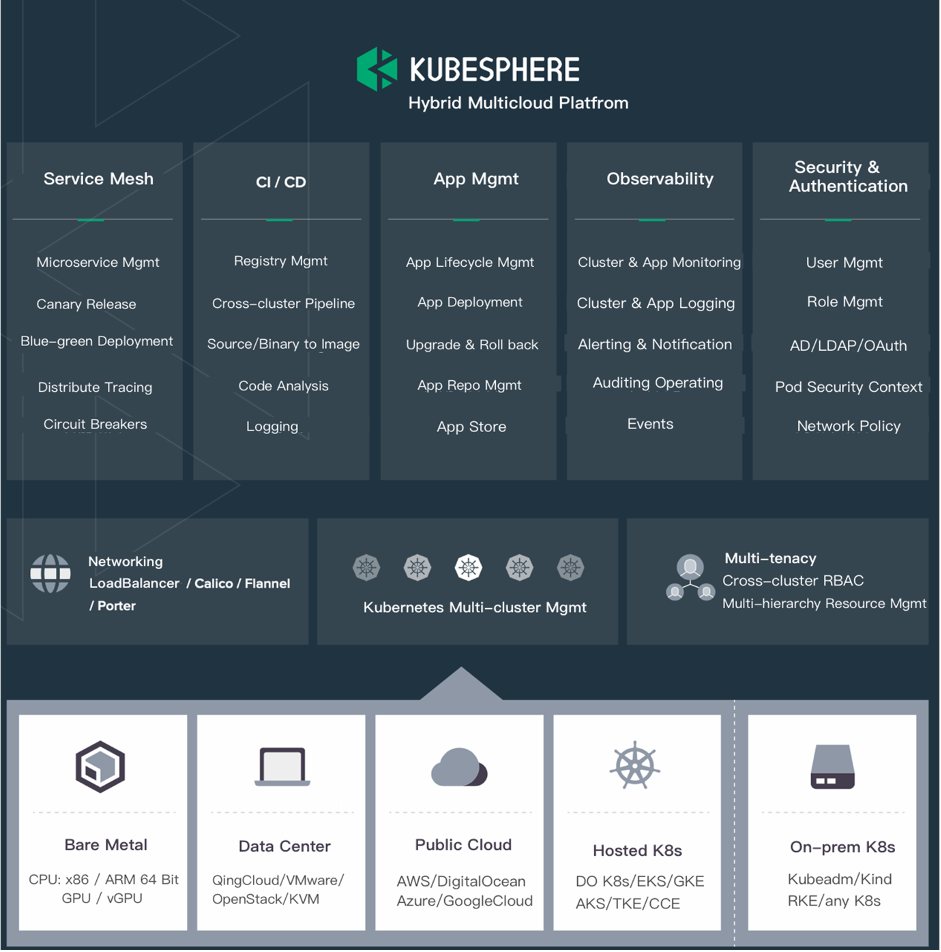 KUBESPHERE
Hybrid Multicloud Platfrom
Service Mesh
Microservice Mgmt
Canary Release
Blue-green Deployment
Distribute Tracing
Circuit Breakers
CI / CD
Registry Mgmt
Cross-cluster Pipeline
Source/Binary to Image
Code Analysis
Logging
App Mgmt
App Lifecycle Mgmt
App Deployment
Upgrade & Roll back
App Repo Mgmt
App Store
Observability
Cluster & App Monitoring
Cluster & App Logging
Alerting & Notification
Auditing Operating
Events
Security &
Authentication
User Mgmt
Role Mgmt
AD/LDAP/OAuth
Pod Security Context
Network Policy
Networking
LoadBalancer / Calico / Flannel
/ Porter
Kubernetes Multi-cluster Mgmt
Multi-tenacy
Cross-cluster RBAC
Multi-hierarchy Resource Mgmt
Bare Metal
CPU: x86 / ARM 64 Bit
GPU / vGPU
Data Center
QingCloud/VMware/
OpenStack/KVM
Public Cloud
AWS/DigitalOcean
Azure/GoogleCloud
Hosted K8s
DO K8s/EKS/GKE
AKS/TKE/CCE
On-prem K8s
Kubeadm/Kind
RKE/any K8s